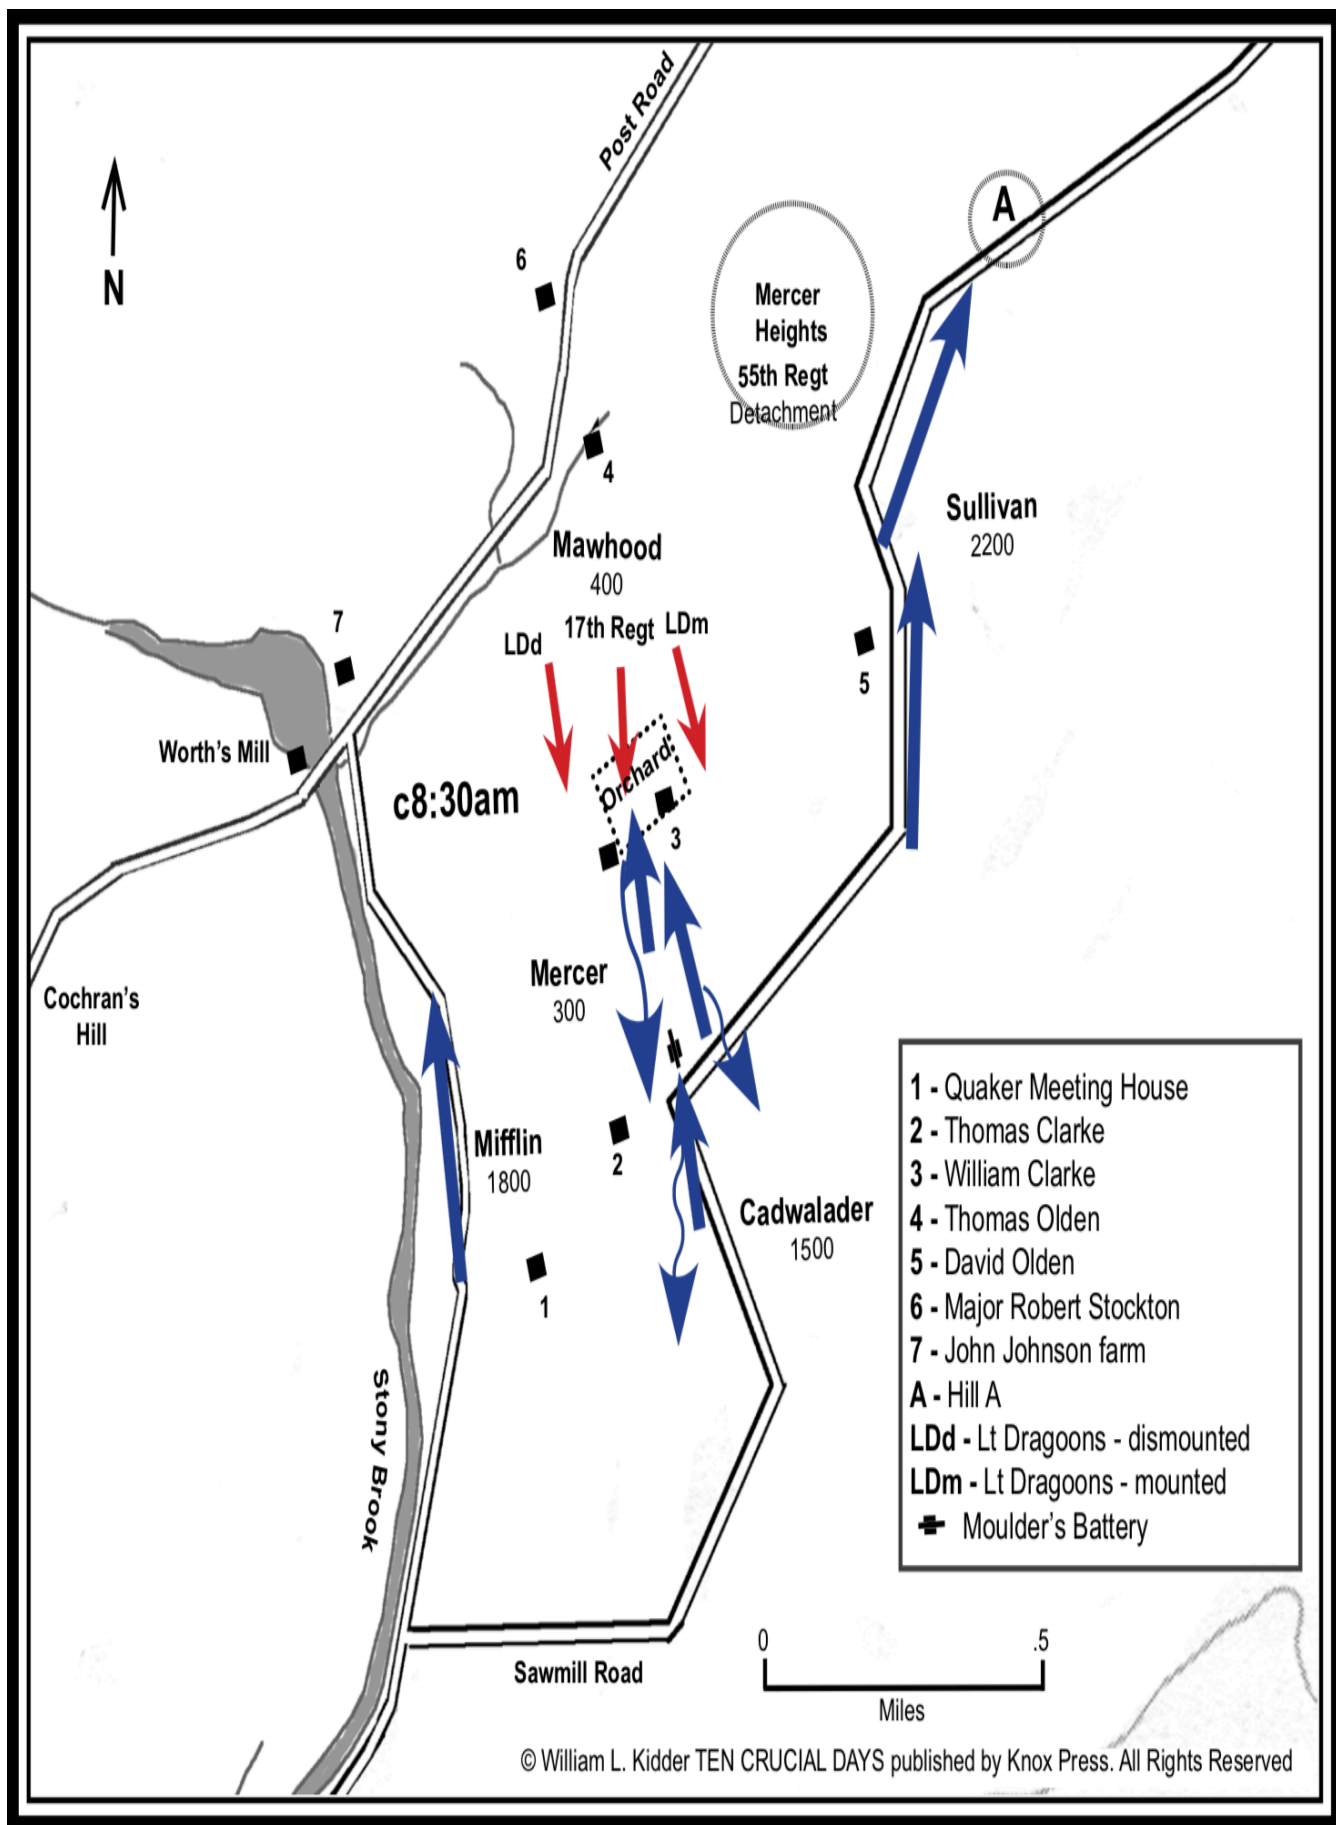 Post Road
A
N
6
Mercer
Heights
55th Regt
Detachment
4
Sullivan
2200
Mawhood
400
7
17th Regt
LDm
LDd
5
Worth's Mill
Orchard
c8:30am
3
Mercer
300
Cochran's
Hill
Mifflin
1800
2
Cadwalader
1500
1
Stony Brook
1 - Quaker Meeting House
2 - Thomas Clarke
3 - William Clarke
4 - Thomas Olden
5 - David Olden
6 - Major Robert Stockton
7 - John Johnson farm
A - Hill A
LDd - Lt Dragoons - dismounted
LDm - Lt Dragoons - mounted
Moulder's Battery
0 .5
Miles
Sawmill Road
© William L. Kidder TEN CRUCIAL DAYS published by Knox Press. All Rights Reserved